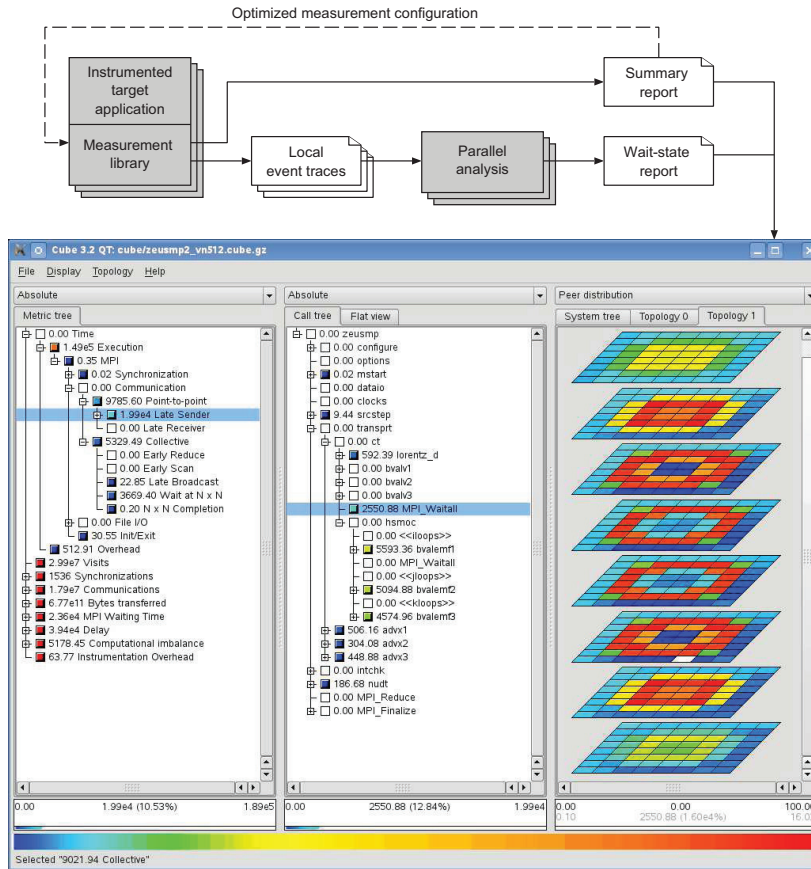 Optimized measurement configuration
Instrumented
target
application
Measurement
library
Local
event traces
Parallel
analysis
Summary
report
Wait-state
report
Cube 3.2 QT: cube/zeusmp2_vn512.cube.gz
File Display Topology Help
Absolute
Metric tree
0.00 Time
1.49e5 Execution
0.35 MPI
0.02 Synchronization
0.00 Communication
9785.60 Point-to-point
1.99e4 Late Sender
0.00 Late Receiver
5329.49 Collective
0.00 Early Reduce
0.00 Early Scan
22.85 Late Broadcast
3669.40 Wait at N x N
0.20 N x N Completion
0.00 File I/O
30.55 Init/Exit
512.91 Overhead
2.99e7 Visits
1536 Synchronizations
1.79e7 Communications
6.77e11 Bytes transferred
2.36e4 MPI Waiting Time
3.94e4 Delay
5178.45 Computational imbalance
63.77 Instrumentation Overhead
0.00 1.99e4 (10.53%) 1.89e5
Absolute
Call tree Flat view
0.00 zeusmp
0.00 configure
0.00 options
0.02 mstart
0.00 dataio
0.00 clocks
9.44 srcstep
0.00 transprt
0.00 ct
592.39 lorentz_d
0.00 bvalv1
0.00 bvalv2
0.00 bvalv3
2550.88 MPI_Waitall
0.00 hsmoc
0.00 <<iloops>>
5593.36 bvalemf1
0.00 MPI_Waitall
0.00 <<jloops>>
5094.88 bvalemf2
0.00 <<kloops>>
4574.96 bvalemf3
506.16 advx1
304.08 advx2
448.88 advx3
0.00 intchk
186.68 nudt
0.00 MPI_Reduce
0.00 MPI_Finalize
0.00 2550.88 (12.84%) 1.99e4
Peer distribution
System tree Topology 0 Topology 1
0.00 0.00 100.00
0.10 2550.88 (1.60e4%) 16.0
Selected "9021.94 Collective"